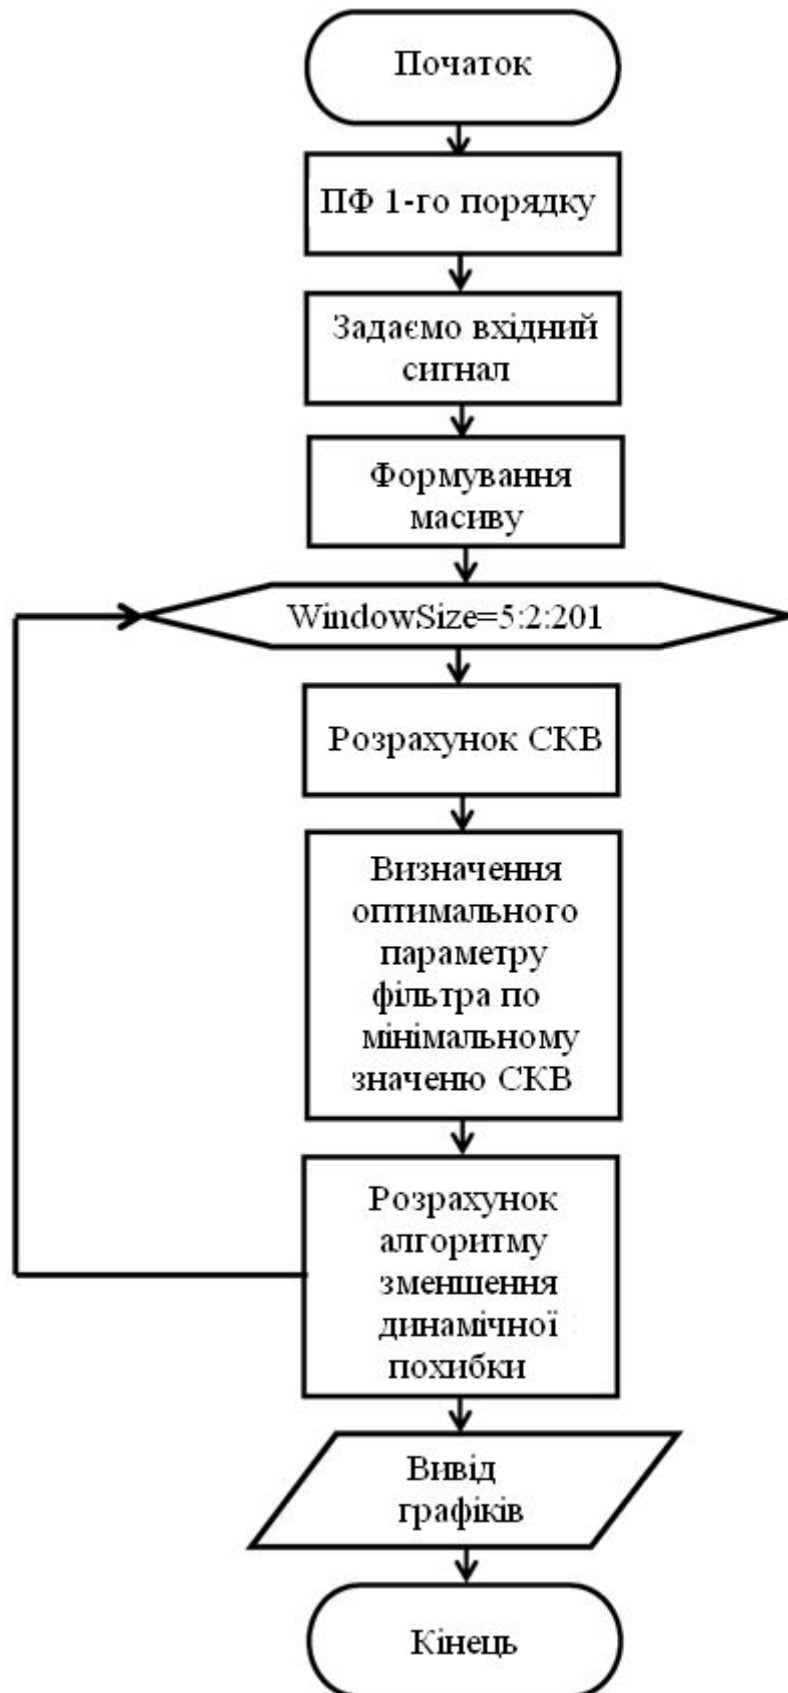 Початок
ПФ 1-го порядку
Задаємо вхідний
сигнал
Формування
масиву
WindowSize=5:2:201
Розрахунок СКВ
Визначення
оптимального
параметру
фільтра по
мінімальному
значеню СКВ
Розрахунок
алгоритму
зменшення
динамічної
похибки
Вивід
графіків
Кінець